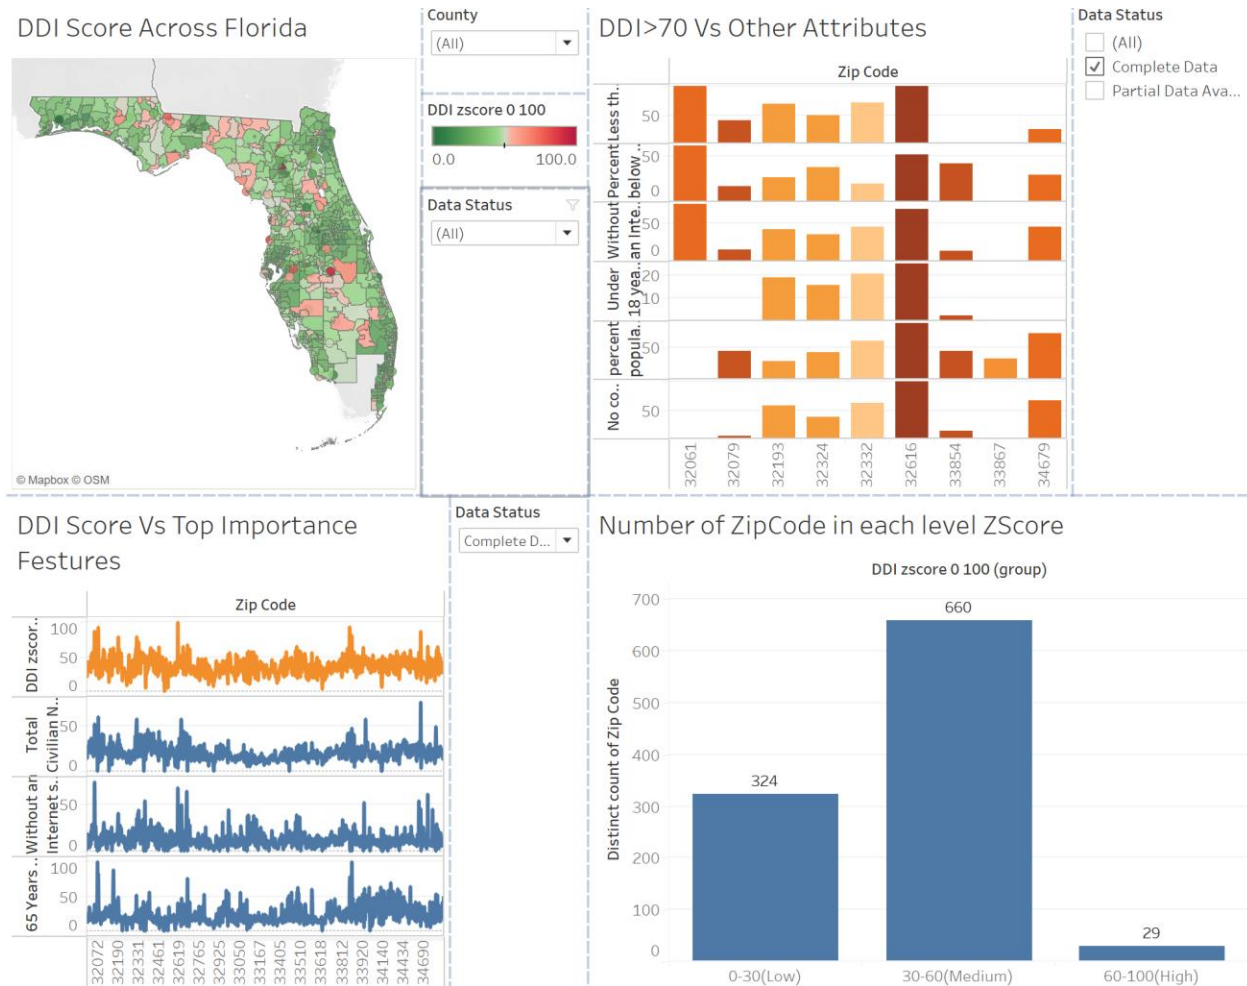 DDI Score Across Florida
© Mapbox © OSM
County
(All)
DDI zscore 0 100
0.0 100.0
Data Status
(All)
DDI>70 Vs Other Attributes
Zip Code
Less th..
50
Percent
below ..
50
0
Without
an Inte..
50
0
Under
18 yea..
20
10
percent
popula..
50
No co..
50
32061 32079 32193 32324 32332 32616 33854 33867 34679
Data Status
(All)
Complete Data
Partial Data Ava...
DDI Score Vs Top Importance
Festures
Zip Code
DDI zscor..
100
50
0
Total
Civilian N..
50
0
Without an
Internet s..
50
0
65 Years ..
100
50
0
32072 32190 32331 32461 32619 32765 32925 33050 33167 33405 33510 33618 33812 33920 34140 34434 34690
Data Status
Complete D...
Number of ZipCode in each level ZScore
DDI zscore 0 100 (group)
Distinct count of Zip Code
700
600
500
400
300
200
100
0
324
660
29
0-30(Low) 30-60(Medium) 60-100(High)